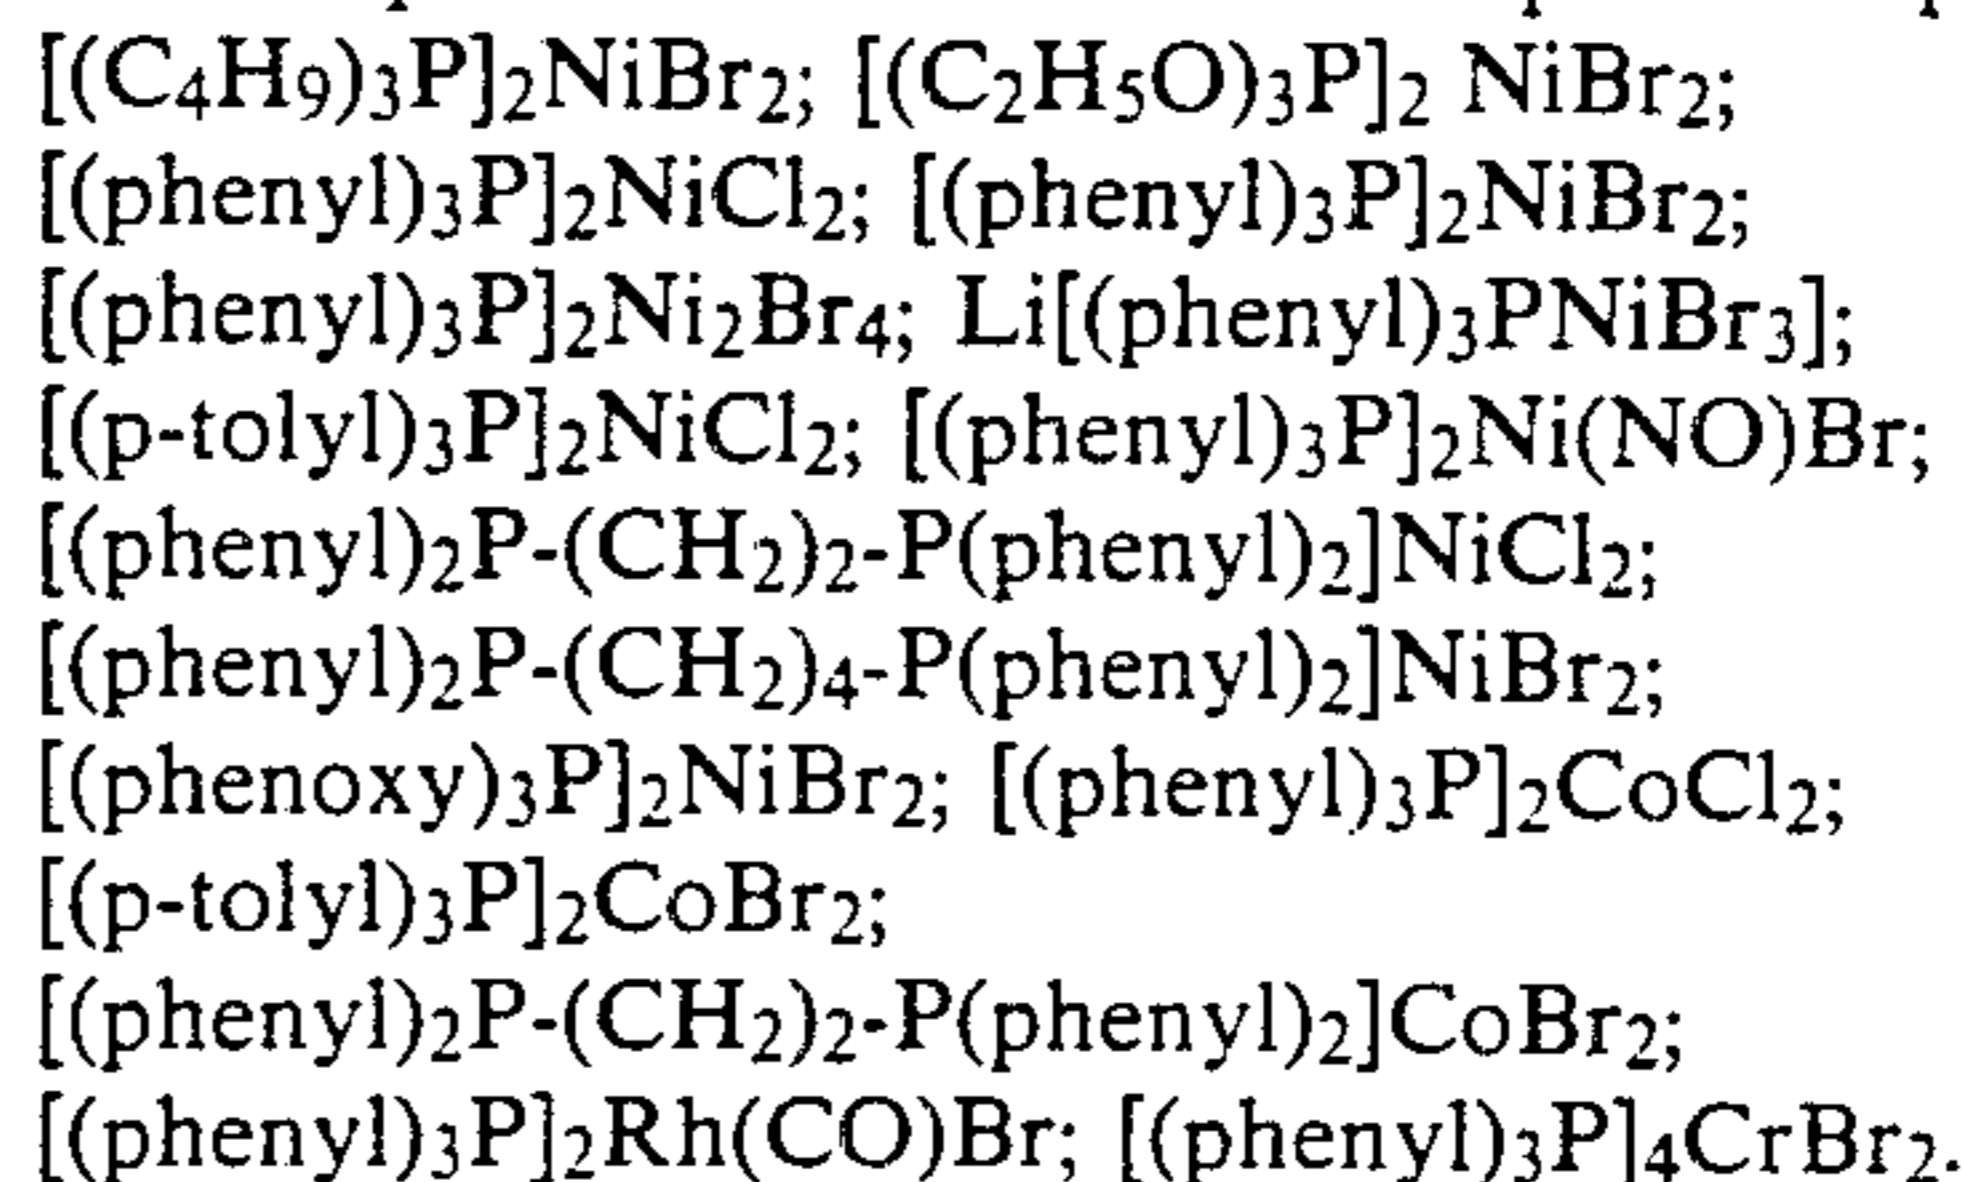 [(C₄H₉)₃P]₂NiBr₂; [(C₂H₅O)₃P]₂ NiBr₂;
[(phenyl)₃P]₂NiCl₂; [(phenyl)₃P]₂NiBr₂;
[(phenyl)₃P]₂Ni₂Br₄; Li[(phenyl)₃PNiBr₃];
[(p-tolyl)₃P]₂NiCl₂; [(phenyl)₃P]₂Ni(NO)Br;
[(phenyl)₂P-(CH₂)₂-P(phenyl)₂]NiCl₂;
[(phenyl)₂P-(CH₂)₄-P(phenyl)₂]NiBr₂;
[(phenoxy)₃P]₂NiBr₂; [(phenyl)₃P]₂CoCl₂;
[(p-tolyl)₃P]₂CoBr₂;
[(phenyl)₂P-(CH₂)₂-P(phenyl)₂]CoBr₂;
[(phenyl)₃P]₂Rh(CO)Br; [(phenyl)₃P]₄CrBr₂.